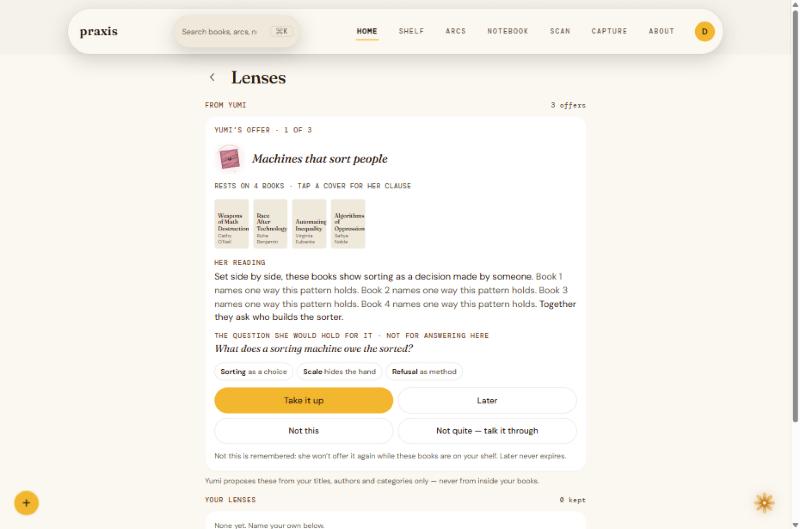 praxis
Search books, arcs, n
⌘K
HOME SHELF ARCS NOTEBOOK SCAN CAPTURE ABOUT
D
Lenses
FROM YUMI
3 offers
YUMI'S OFFER · 1 OF 3
Machines that sort people
RESTS ON 4 BOOKS · TAP A COVER FOR HER CLAUSE
Weapons
of Math
Destruction
Cathy
O'Neil
Race
After
Technology
Ruha
Benjamin
Automating
Inequality
Virginia
Eubanks
Algorithms
of
Oppression
Safiya
Noble
HER READING
Set side by side, these books show sorting as a decision made by someone. Book 1
names one way this pattern holds. Book 2 names one way this pattern holds. Book 3
names one way this pattern holds. Book 4 names one way this pattern holds. Together
they ask who builds the sorter.
THE QUESTION SHE WOULD HOLD FOR IT · NOT FOR ANSWERING HERE
What does a sorting machine owe the sorted?
Sorting as a choice
Scale hides the hand
Refusal as method
Take it up
Later
Not this
Not quite — talk it through
Not this is remembered: she won't offer it again while these books are on your shelf. Later never expires.
Yumi proposes these from your titles, authors and categories only — never from inside your books.
YOUR LENSES
0 kept
None yet. Name your own below.
+